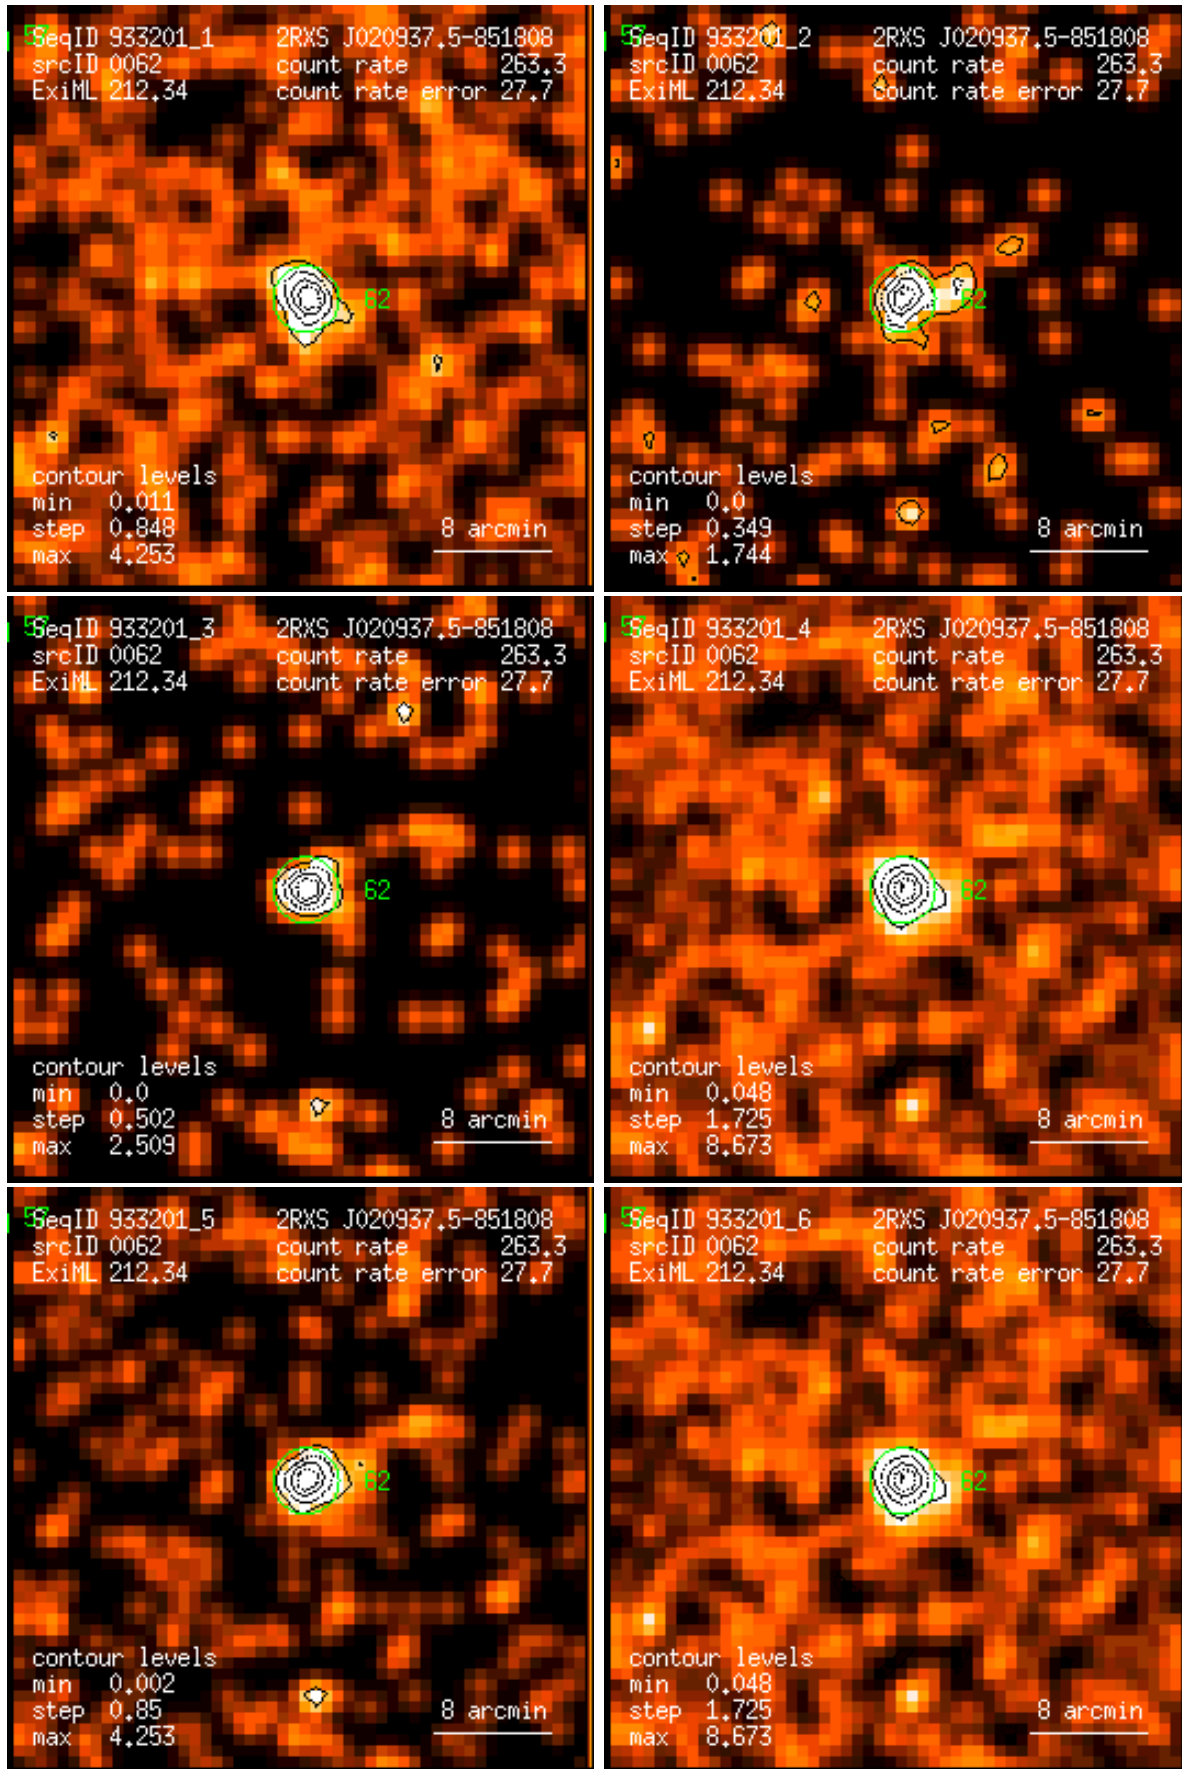 57 SeqID 933201_1 2RXS J020937.5-851808
srcID 0062 count rate 263.3
ExiML 212.34 count rate error 27.7
62
contour levels
min 0.011
step 0.848 8 arcmin
max 4.253
57 SeqID 933201_2 2RXS J020937.5-851808
srcID 0062 count rate 263.3
ExiML 212.34 count rate error 27.7
62
contour levels
min 0.0
step 0.349 8 arcmin
max 1.744
57 SeqID 933201_3 2RXS J020937.5-851808
srcID 0062 count rate 263.3
ExiML 212.34 count rate error 27.7
62
contour levels
min 0.0
step 0.502 8 arcmin
max 2.509
57 SeqID 933201_4 2RXS J020937.5-851808
srcID 0062 count rate 263.3
ExiML 212.34 count rate error 27.7
62
contour levels
min 0.048
step 1.725 8 arcmin
max 8.673
57 SeqID 933201_5 2RXS J020937.5-851808
srcID 0062 count rate 263.3
ExiML 212.34 count rate error 27.7
62
contour levels
min 0.002
step 0.85 8 arcmin
max 4.253
57 SeqID 933201_6 2RXS J020937.5-851808
srcID 0062 count rate 263.3
ExiML 212.34 count rate error 27.7
62
contour levels
min 0.048
step 1.725 8 arcmin
max 8.673